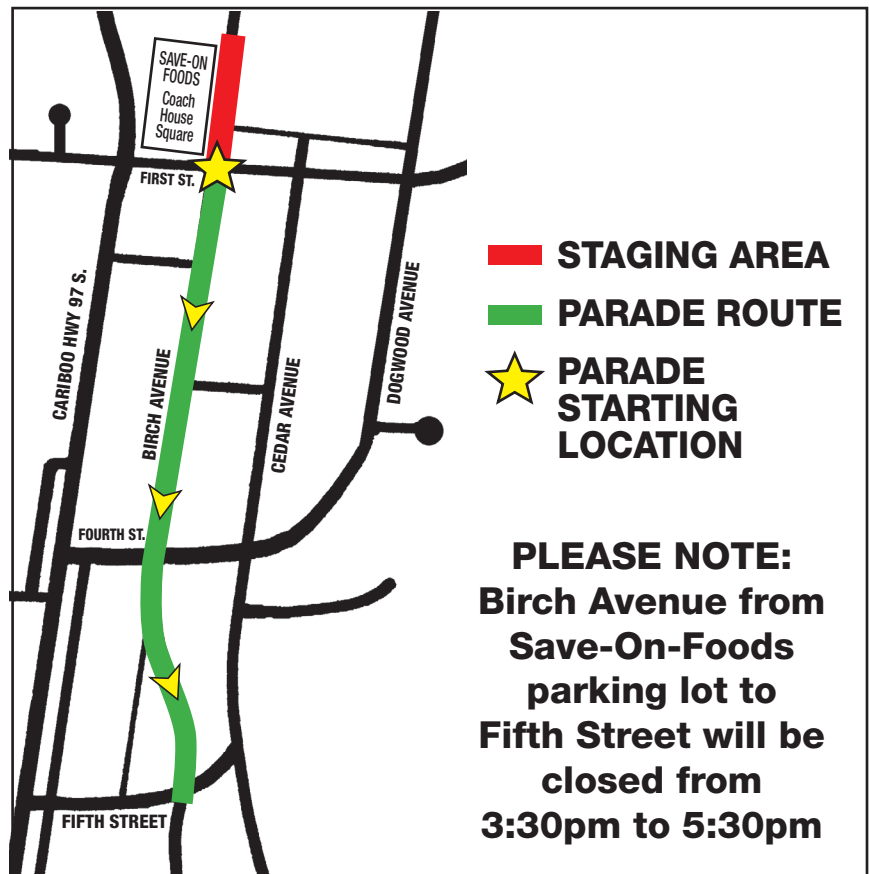 SAVE-ON
FOODS
Coach
House
Square
FIRST ST.
CARIBOO HWY 97 S.
BIRCH AVENUE
CEDAR AVENUE
DOGWOOD AVENUE
FOURTH ST.
FIFTH STREET
STAGING AREA
PARADE ROUTE
PARADE
STARTING
LOCATION
PLEASE NOTE:
Birch Avenue from
Save-On-Foods
parking lot to
Fifth Street will be
closed from
3:30pm to 5:30pm